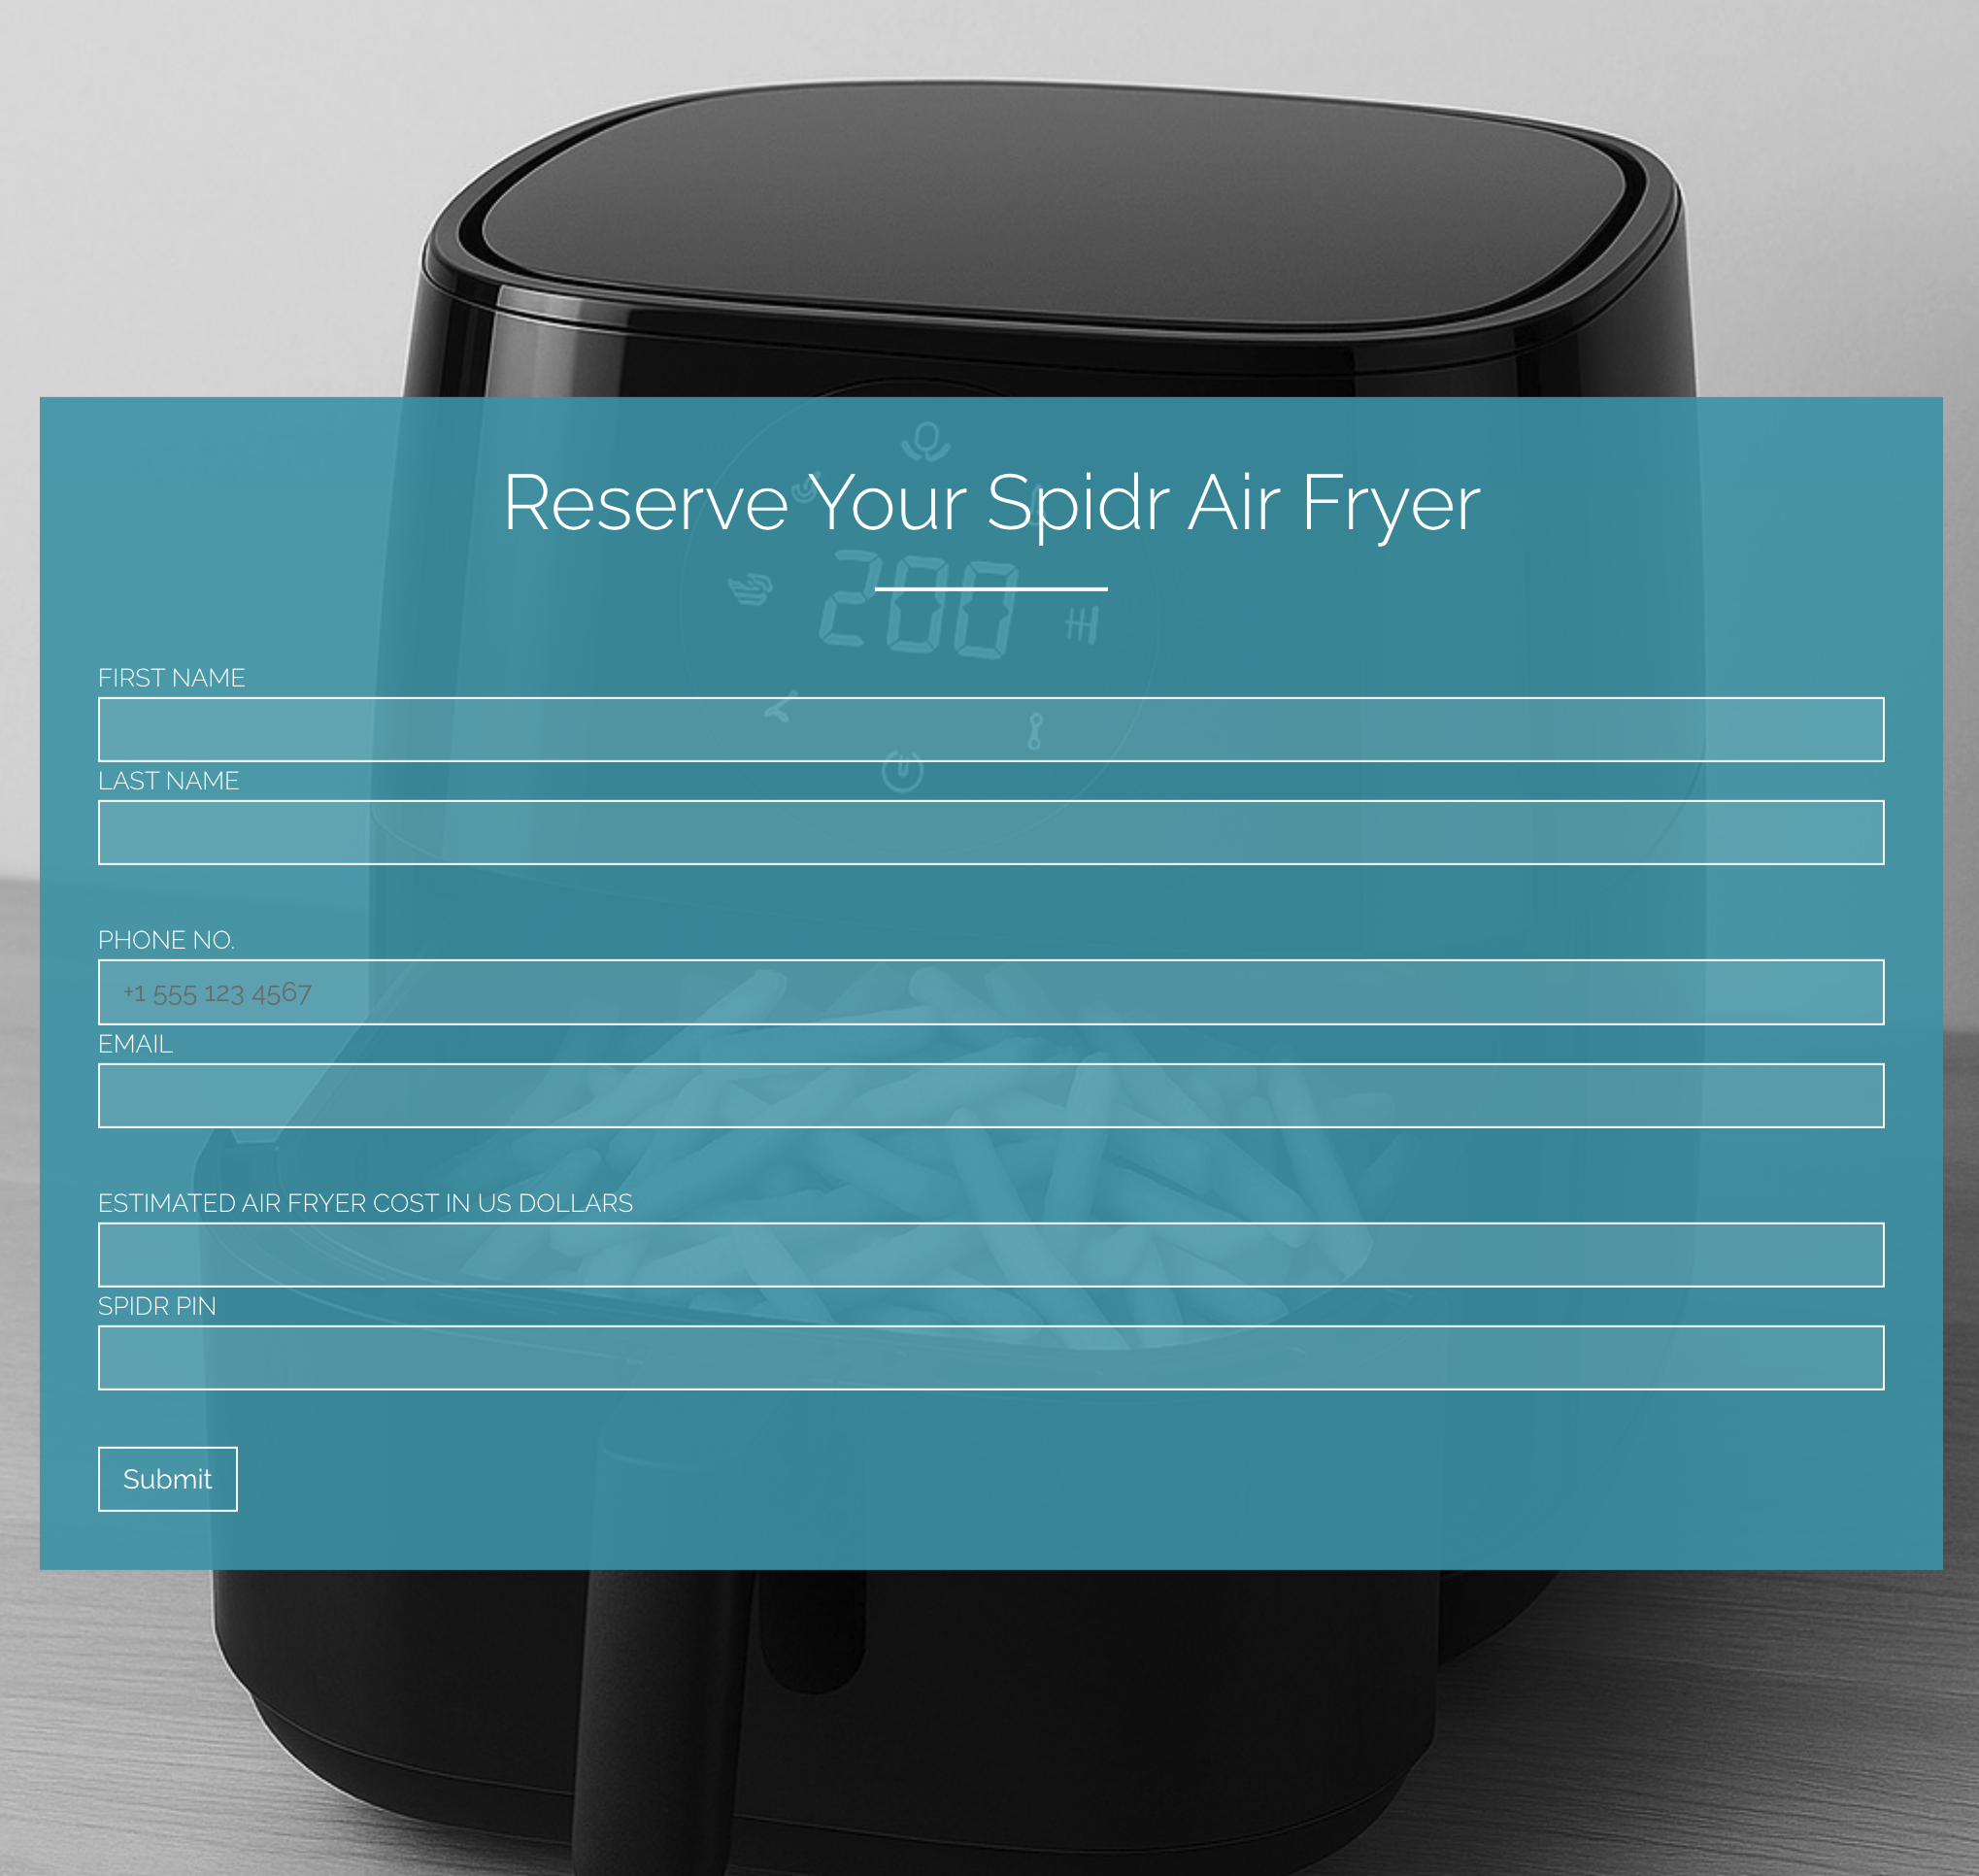 Reserve Your Spidr Air Fryer
200
FIRST NAME
LAST NAME
PHONE NO.
+1 555 123 4567
EMAIL
ESTIMATED AIR FRYER COST IN US DOLLARS
SPIDR PIN
Submit